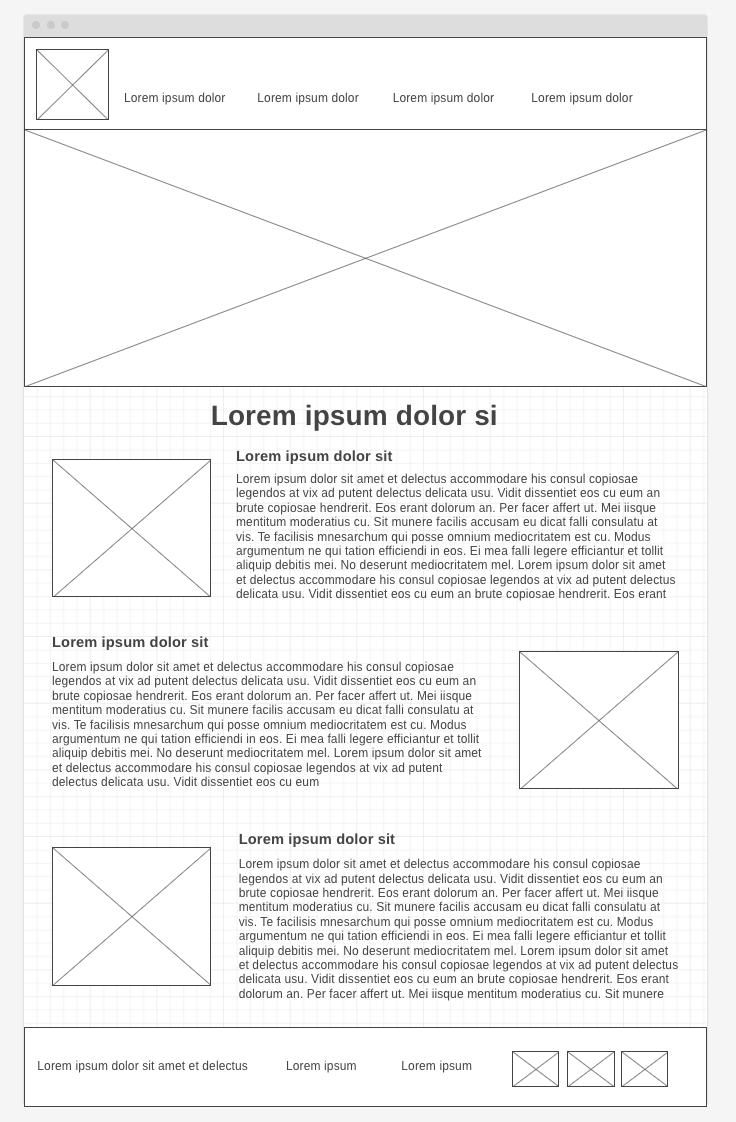 Lorem ipsum dolor Lorem ipsum dolor Lorem ipsum dolor Lorem ipsum dolor
Lorem ipsum dolor si
Lorem ipsum dolor sit
Lorem ipsum dolor sit amet et delectus accommodare his consul copiosae
legendos at vix ad putent delectus delicata usu. Vidit dissentiet eos cu eum an
brute copiosae hendrerit. Eos erant dolorum an. Per facer affert ut. Mei iisque
mentitum moderatius cu. Sit munere facilis accusam eu dicat falli consulatu at
vis. Te facilisis mnesarchum qui posse omnium mediocritatem est cu. Modus
argumentum ne qui tation efficiendi in eos. Ei mea falli legere efficiantur et tollit
aliquip debitis mei. No deserunt mediocritatem mel. Lorem ipsum dolor sit amet
et delectus accommodare his consul copiosae legendos at vix ad putent delectus
delicata usu. Vidit dissentiet eos cu eum an brute copiosae hendrerit. Eos erant
Lorem ipsum dolor sit
Lorem ipsum dolor sit amet et delectus accommodare his consul copiosae
legendos at vix ad putent delectus delicata usu. Vidit dissentiet eos cu eum an
brute copiosae hendrerit. Eos erant dolorum an. Per facer affert ut. Mei iisque
mentitum moderatius cu. Sit munere facilis accusam eu dicat falli consulatu at
vis. Te facilisis mnesarchum qui posse omnium mediocritatem est cu. Modus
argumentum ne qui tation efficiendi in eos. Ei mea falli legere efficiantur et tollit
aliquip debitis mei. No deserunt mediocritatem mel. Lorem ipsum dolor sit amet
et delectus accommodare his consul copiosae legendos at vix ad putent
delectus delicata usu. Vidit dissentiet eos cu eum
Lorem ipsum dolor sit
Lorem ipsum dolor sit amet et delectus accommodare his consul copiosae
legendos at vix ad putent delectus delicata usu. Vidit dissentiet eos cu eum an
brute copiosae hendrerit. Eos erant dolorum an. Per facer affert ut. Mei iisque
mentitum moderatius cu. Sit munere facilis accusam eu dicat falli consulatu at
vis. Te facilisis mnesarchum qui posse omnium mediocritatem est cu. Modus
argumentum ne qui tation efficiendi in eos. Ei mea falli legere efficiantur et tollit
aliquip debitis mei. No deserunt mediocritatem mel. Lorem ipsum dolor sit amet
et delectus accommodare his consul copiosae legendos at vix ad putent delectus
delicata usu. Vidit dissentiet eos cu eum an brute copiosae hendrerit. Eos erant
dolorum an. Per facer affert ut. Mei iisque mentitum moderatius cu. Sit munere
Lorem ipsum dolor sit amet et delectus Lorem ipsum Lorem ipsum